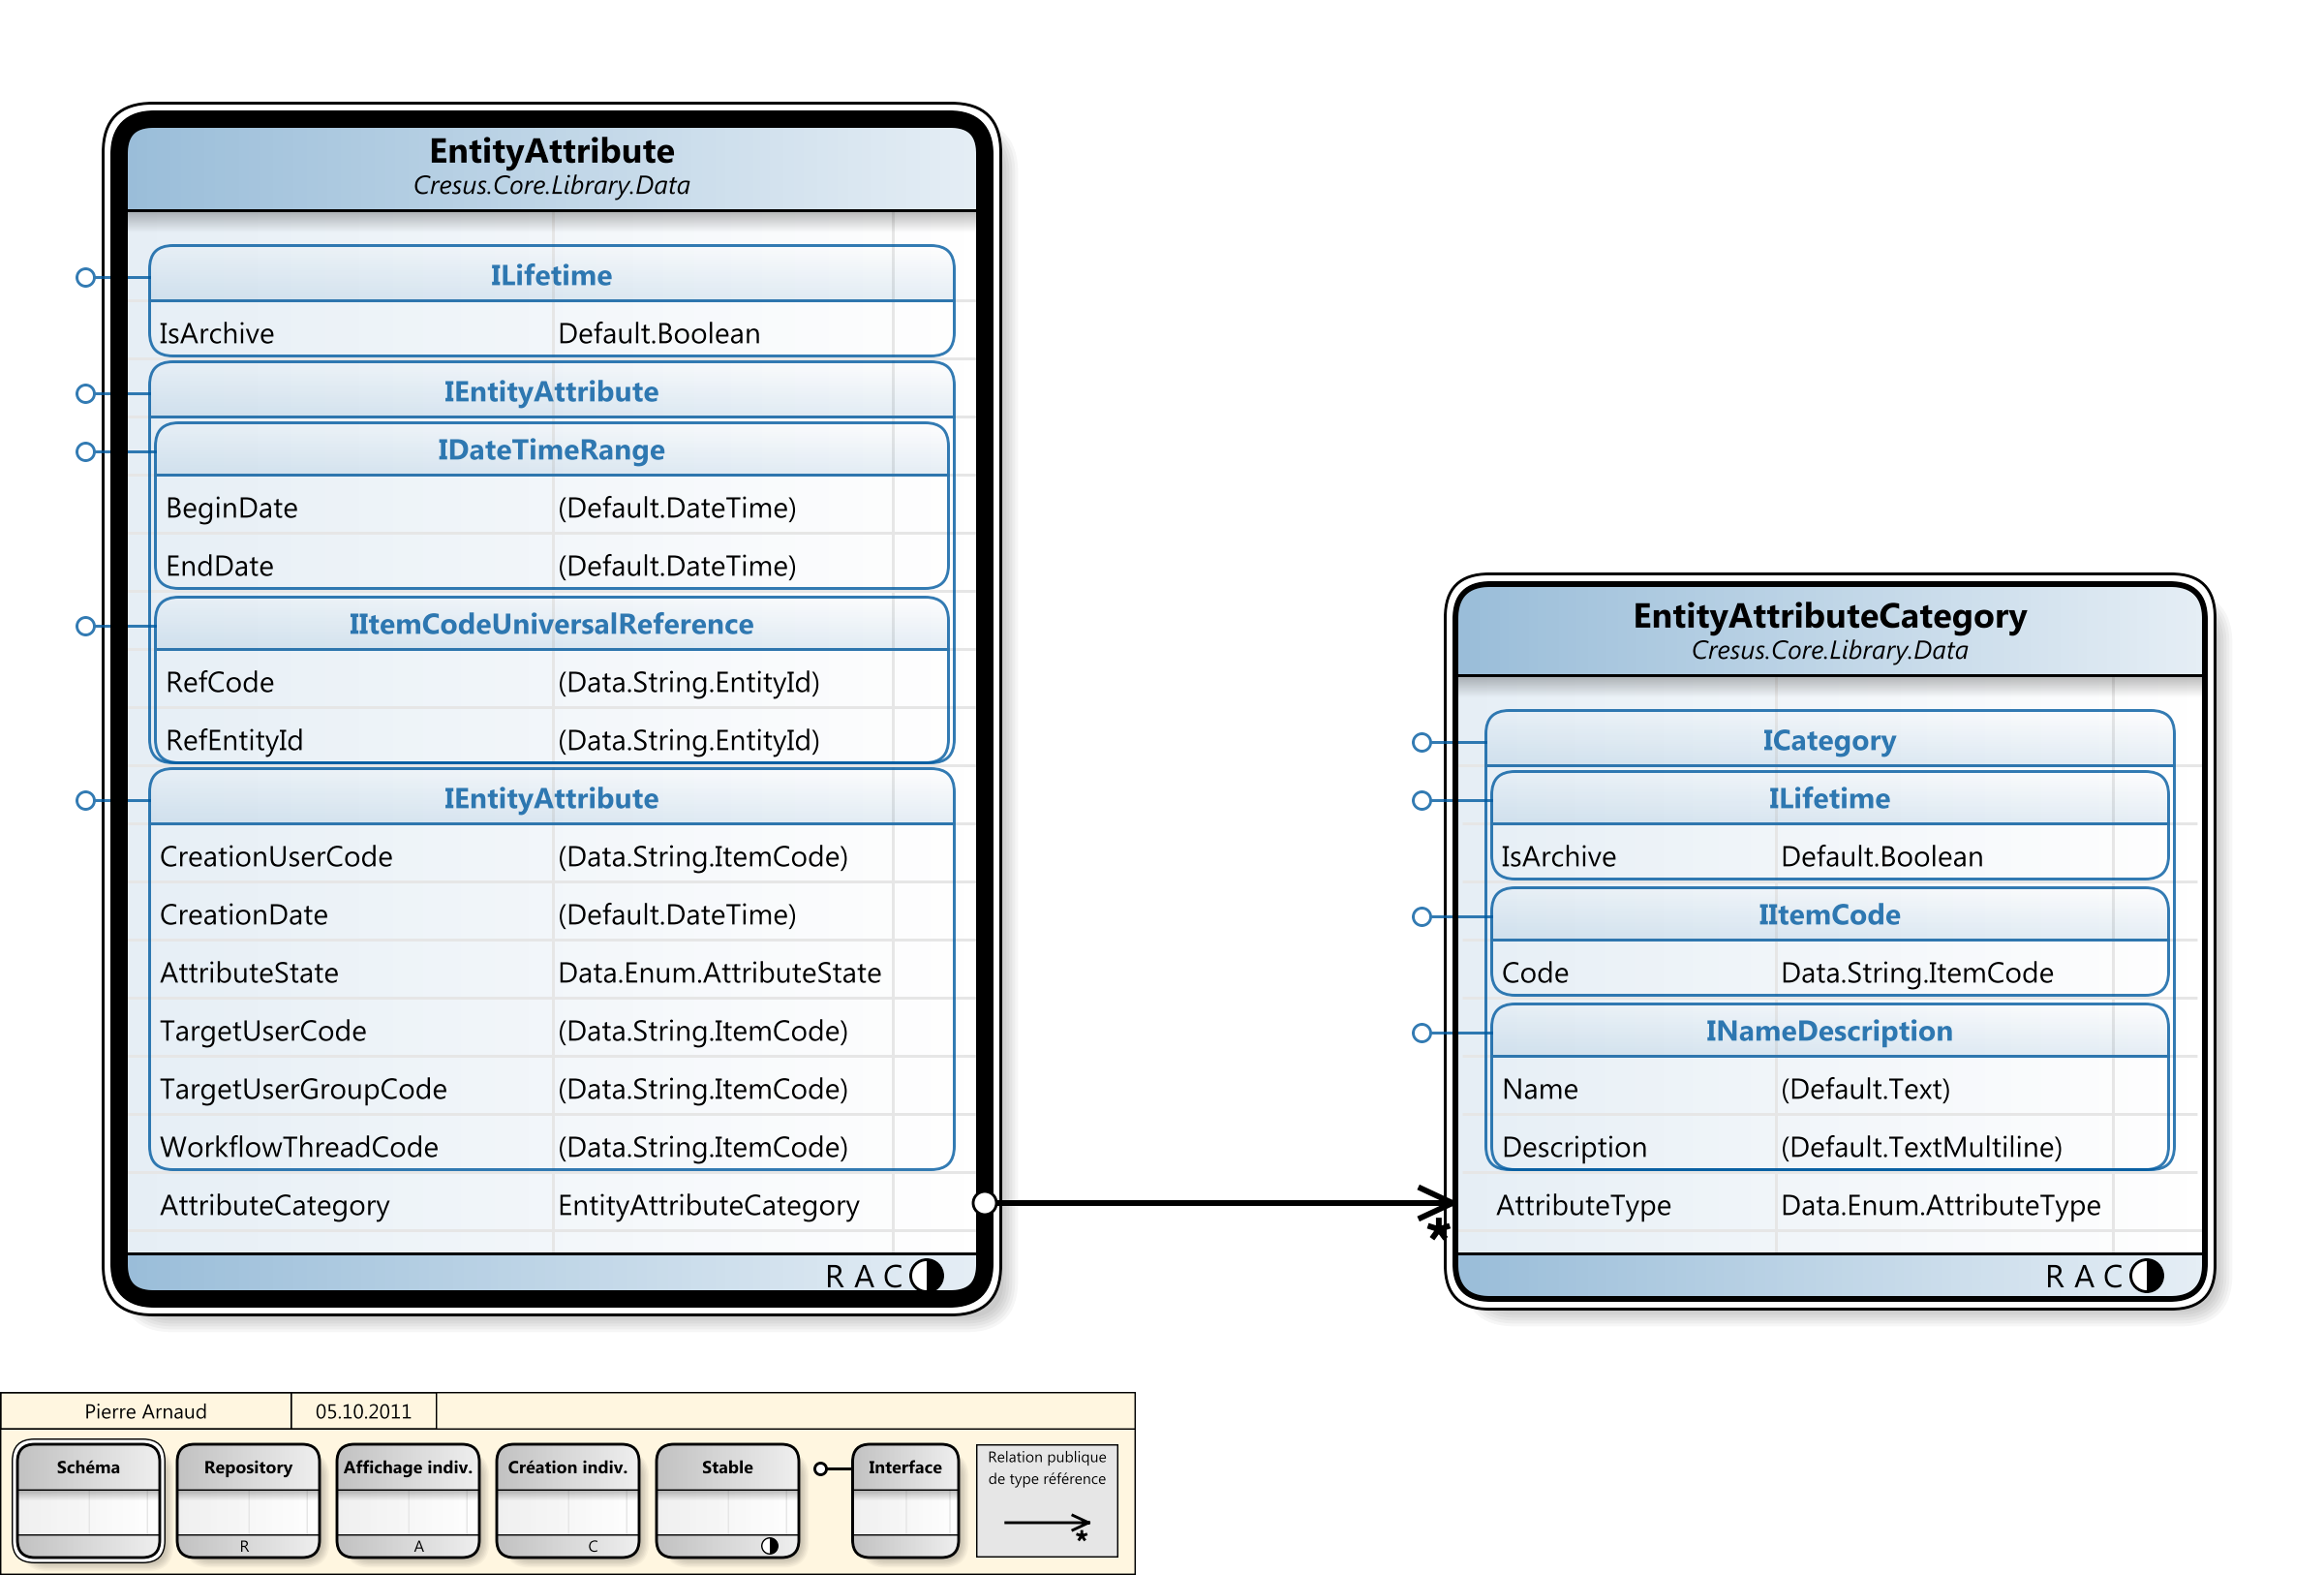 EntityAttribute
Cresus.Core.Library.Data
ILifetime
IsArchive Default.Boolean
IEntityAttribute
IDateTimeRange
BeginDate (Default.DateTime)
EndDate (Default.DateTime)
IItemCodeUniversalReference
RefCode (Data.String.EntityId)
RefEntityId (Data.String.EntityId)
IEntityAttribute
CreationUserCode (Data.String.ItemCode)
CreationDate (Default.DateTime)
AttributeState Data.Enum.AttributeState
TargetUserCode (Data.String.ItemCode)
TargetUserGroupCode (Data.String.ItemCode)
WorkflowThreadCode (Data.String.ItemCode)
AttributeCategory EntityAttributeCategory
R A C
*
EntityAttributeCategory
Cresus.Core.Library.Data
ICategory
ILifetime
IsArchive Default.Boolean
IItemCode
Code Data.String.ItemCode
INameDescription
Name (Default.Text)
Description (Default.TextMultiline)
AttributeType Data.Enum.AttributeType
R A C
Pierre Arnaud 05.10.2011
Schéma
Repository
R
Affichage indiv.
A
Création indiv.
C
Stable
Interface
Relation publique
de type référence
*